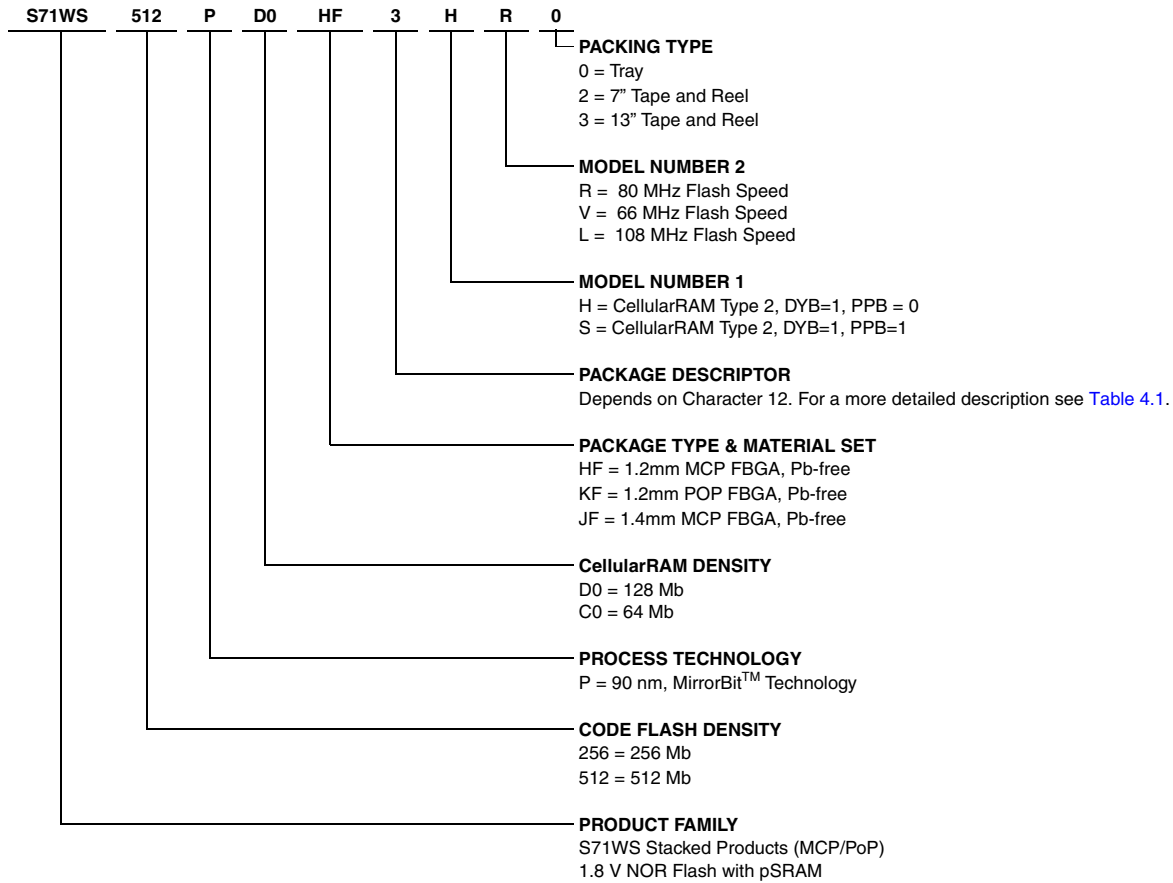 S71WS 512 P D0 HF 3 H R 0
PACKING TYPE
0 = Tray
2 = 7” Tape and Reel
3 = 13” Tape and Reel
MODEL NUMBER 2
R = 80 MHz Flash Speed
V = 66 MHz Flash Speed
L = 108 MHz Flash Speed
MODEL NUMBER 1
H = CellularRAM Type 2, DYB=1, PPB = 0
S = CellularRAM Type 2, DYB=1, PPB=1
PACKAGE DESCRIPTOR
Depends on Character 12. For a more detailed description see Table 4.1.
PACKAGE TYPE & MATERIAL SET
HF = 1.2mm MCP FBGA, Pb-free
KF = 1.2mm POP FBGA, Pb-free
JF = 1.4mm MCP FBGA, Pb-free
CellularRAM DENSITY
D0 = 128 Mb
C0 = 64 Mb
PROCESS TECHNOLOGY
P = 90 nm, MirrorBit™ Technology
CODE FLASH DENSITY
256 = 256 Mb
512 = 512 Mb
PRODUCT FAMILY
S71WS Stacked Products (MCP/PoP)
1.8 V NOR Flash with pSRAM